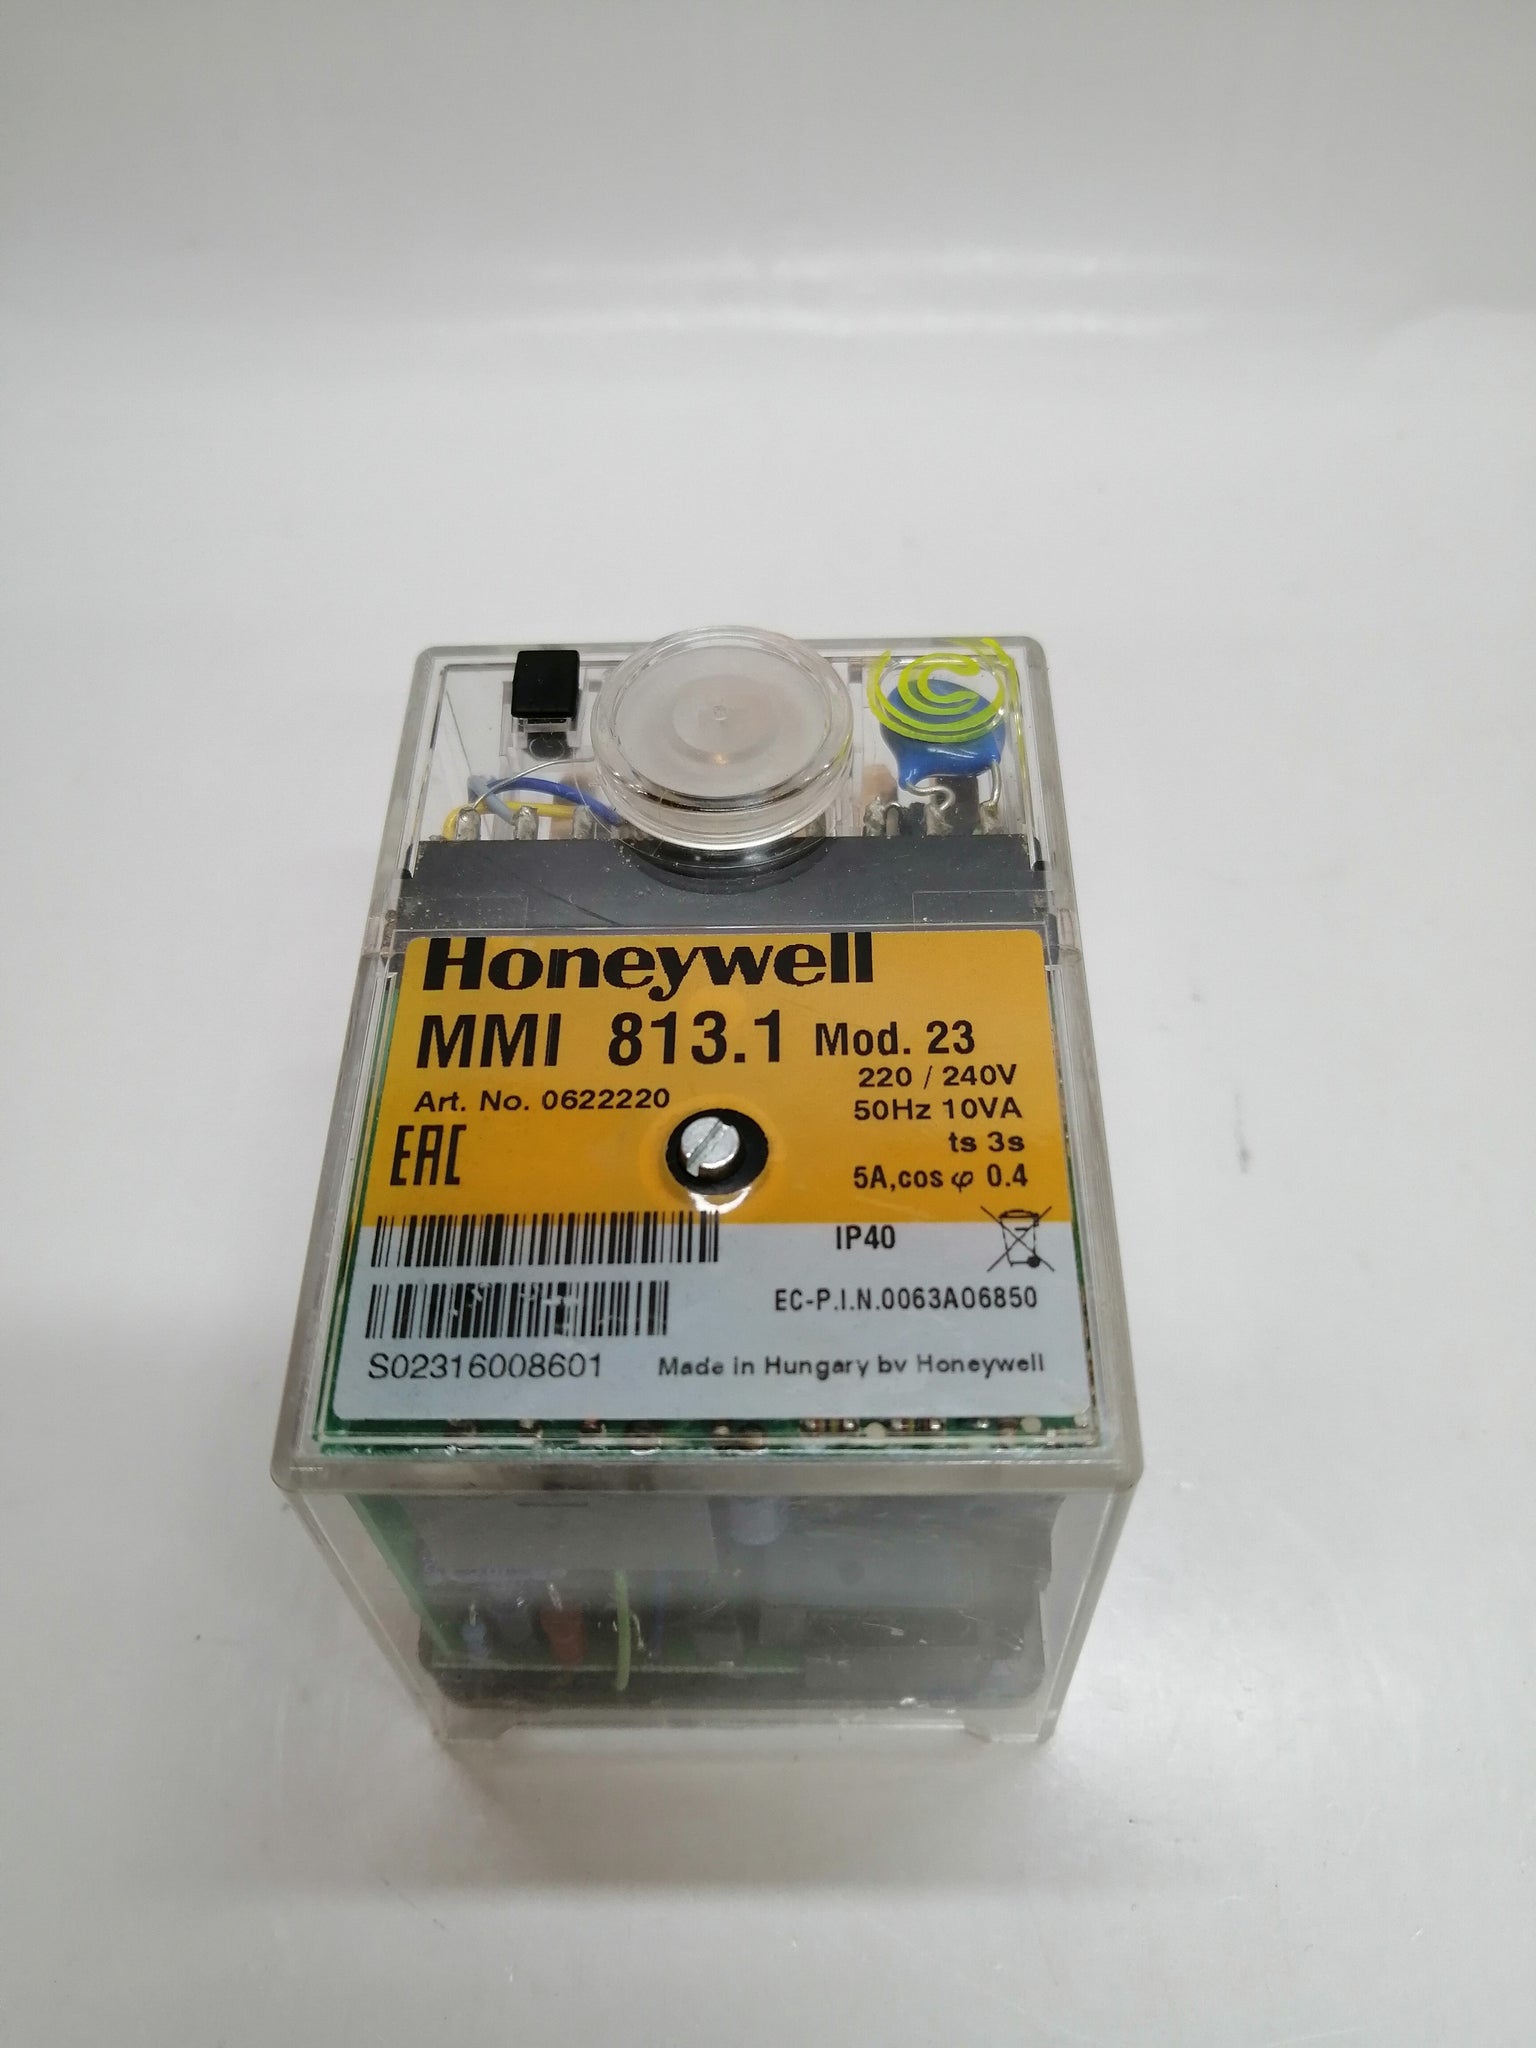 Honeywell
MMI 813.1 Mod. 23
Art. No. 0622220
220 / 240V
50Hz 10VA
ts 3s
5A,cos φ 0.4
EAC
IP40
EC-P.I.N.0063A06850
S02316008601
Made in Hungary by Honeywell